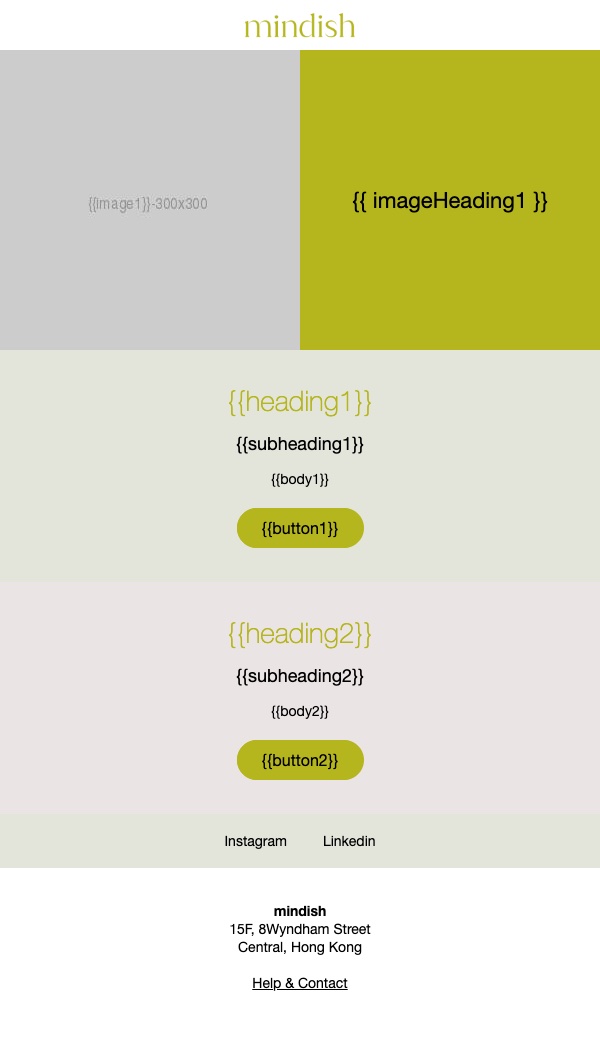 mindish
{{image1}}-300x300
{{ imageHeading1 }}
{{heading1}}
{{subheading1}}
{{body1}}
{{button1}}
{{heading2}}
{{subheading2}}
{{body2}}
{{button2}}
Instagram Linkedin
mindish
15F, 8Wyndham Street
Central, Hong Kong
Help & Contact